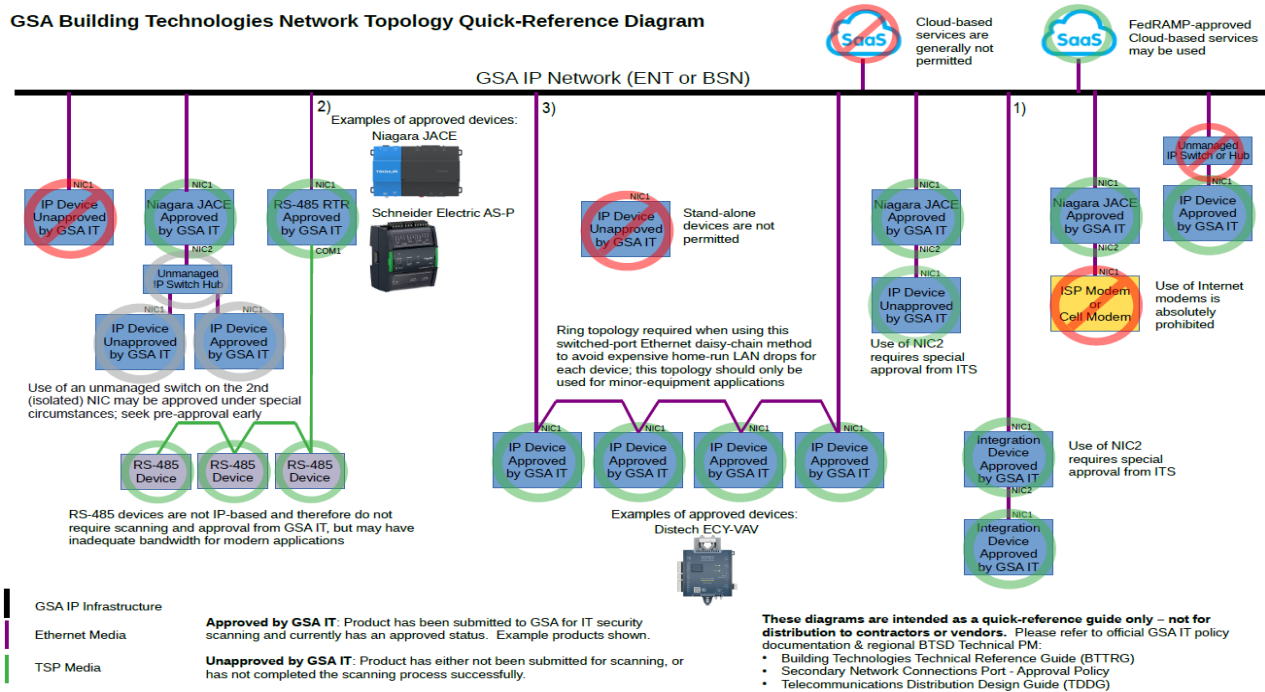 GSA Building Technologies Network Topology Quick-Reference Diagram
SaaS
Cloud-based
services are
generally not
permitted
SaaS
FedRAMP-approved
Cloud-based services
may be used
GSA IP Network (ENT or BSN)
2)
3)
1)
Examples of approved devices:
Niagara JACE
Schneider Electric AS-P
NIC1
IP Device
Unapproved
by GSA IT
NIC1
Niagara JACE
Approved
by GSA IT
NIC2
Unmanaged
IP Switch Hub
NIC1
IP Device
Unapproved
by GSA IT
NIC1
IP Device
Approved
by GSA IT
Use of an unmanaged switch on the 2nd
(isolated) NIC may be approved under special
circumstances; seek pre-approval early
NIC1
RS-485 RTR
Approved
by GSA IT
COM1
RS-485
Device
RS-485
Device
RS-485
Device
RS-485 devices are not IP-based and therefore do not
require scanning and approval from GSA IT, but may have
inadequate bandwidth for modern applications
NIC1
IP Device
Unapproved
by GSA IT
Stand-alone
devices are not
permitted
Ring topology required when using this
switched-port Ethernet daisy-chain method
to avoid expensive home-run LAN drops for
each device; this topology should only be
used for minor-equipment applications
NIC1
IP Device
Approved
by GSA IT
NIC1
IP Device
Approved
by GSA IT
NIC1
IP Device
Approved
by GSA IT
NIC1
IP Device
Approved
by GSA IT
Examples of approved devices:
Distech ECY-VAV
NIC1
Niagara JACE
Approved
by GSA IT
NIC2
NIC1
IP Device
Unapproved
by GSA IT
Use of NIC2
requires special
approval from ITS
NIC1
Integration
Device
Approved
by GSA IT
NIC2
NIC1
Integration
Device
Approved
by GSA IT
Use of NIC2
requires special
approval from ITS
NIC1
Niagara JACE
Approved
by GSA IT
NIC2
NIC1
ISP Modem
or
Cell Modem
Use of Internet
modems is
absolutely
prohibited
Unmanaged
IP Switch or Hub
NIC1
IP Device
Approved
by GSA IT
GSA IP Infrastructure
Ethernet Media
TSP Media
Approved by GSA IT: Product has been submitted to GSA for IT security
scanning and currently has an approved status. Example products shown.
Unapproved by GSA IT: Product has either not been submitted for scanning, or
has not completed the scanning process successfully.
These diagrams are intended as a quick-reference guide only – not for
distribution to contractors or vendors. Please refer to official GSA IT policy
documentation & regional BTSD Technical PM:
• Building Technologies Technical Reference Guide (BTTRG)
• Secondary Network Connections Port - Approval Policy
• Telecommunications Distribution Design Guide (TDDG)